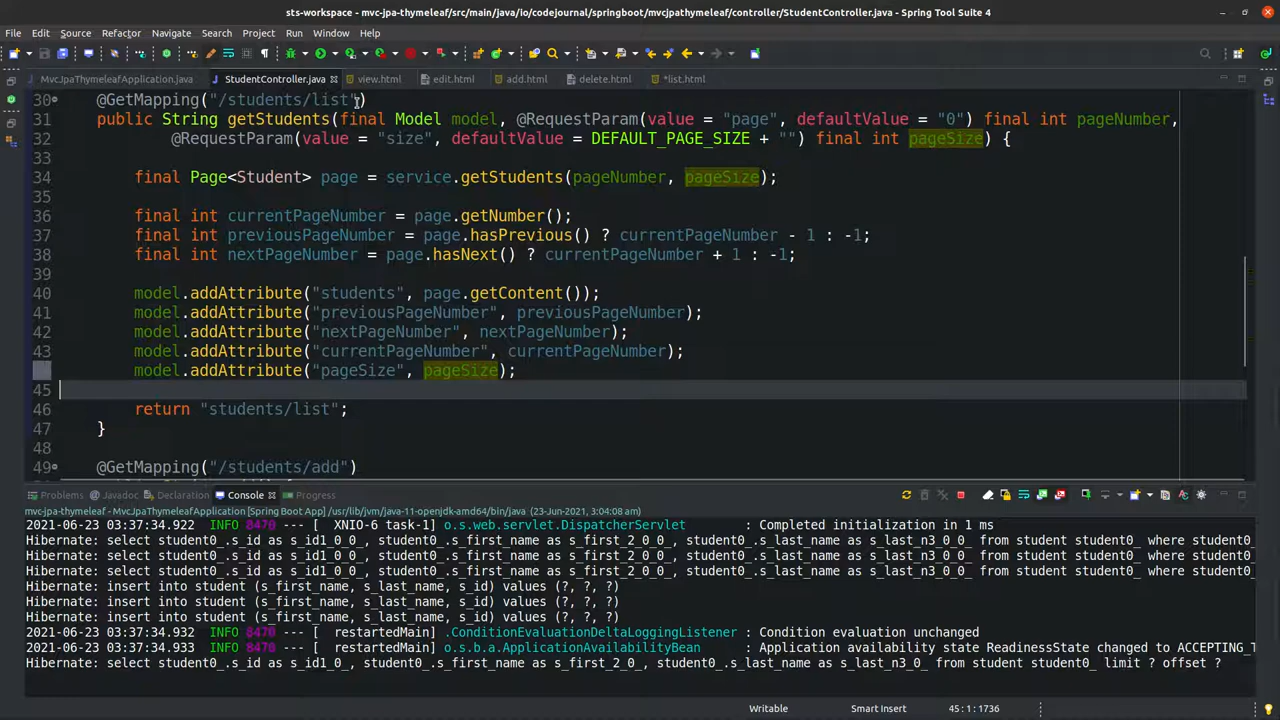 sts-workspace - mvc-jpa-thymeleaf/src/main/java/io/codejournal/springboot/mvcjpathymeleaf/controller/StudentController.java - Spring Tool Suite 4
File Edit Source Refactor Navigate Search Project Run Window Help
MvcJpaThymeleafApplication.java StudentController.java view.html edit.html add.html delete.html *list.html
30 @GetMapping("/students/list")
31 public String getStudents(final Model model, @RequestParam(value = "page", defaultValue = "0") final int pageNumber,
32 @RequestParam(value = "size", defaultValue = DEFAULT_PAGE_SIZE + "") final int pageSize) {
33
34 final Page<Student> page = service.getStudents(pageNumber, pageSize);
35
36 final int currentPageNumber = page.getNumber();
37 final int previousPageNumber = page.hasPrevious() ? currentPageNumber - 1 : -1;
38 final int nextPageNumber = page.hasNext() ? currentPageNumber + 1 : -1;
39
40 model.addAttribute("students", page.getContent());
41 model.addAttribute("previousPageNumber", previousPageNumber);
42 model.addAttribute("nextPageNumber", nextPageNumber);
43 model.addAttribute("currentPageNumber", currentPageNumber);
model.addAttribute("pageSize", pageSize);
45
46 return "students/list";
47 }
48
49 @GetMapping("/students/add")
Problems Javadoc Declaration Console Progress
mvc-jpa-thymeleaf - MvcJpaThymeleafApplication [Spring Boot App] /usr/lib/jvm/java-11-openjdk-amd64/bin/java (23-Jun-2021, 3:04:08 am)
2021-06-23 03:37:34.922 INFO 8470 --- [ XNIO-6 task-1] o.s.web.servlet.DispatcherServlet : Completed initialization in 1 ms
Hibernate: select student0_.s_id as s_id1_0_0_, student0_.s_first_name as s_first_2_0_0_, student0_.s_last_name as s_last_n3_0_0_ from student student0_ where student0_
Hibernate: select student0_.s_id as s_id1_0_0_, student0_.s_first_name as s_first_2_0_0_, student0_.s_last_name as s_last_n3_0_0_ from student student0_ where student0_
Hibernate: select student0_.s_id as s_id1_0_0_, student0_.s_first_name as s_first_2_0_0_, student0_.s_last_name as s_last_n3_0_0_ from student student0_ where student0_
Hibernate: insert into student (s_first_name, s_last_name, s_id) values (?, ?, ?)
Hibernate: insert into student (s_first_name, s_last_name, s_id) values (?, ?, ?)
Hibernate: insert into student (s_first_name, s_last_name, s_id) values (?, ?, ?)
2021-06-23 03:37:34.932 INFO 8470 --- [ restartedMain] .ConditionEvaluationDeltaLoggingListener : Condition evaluation unchanged
2021-06-23 03:37:34.933 INFO 8470 --- [ restartedMain] o.s.b.a.ApplicationAvailabilityBean : Application availability state ReadinessState changed to ACCEPTING_T
Hibernate: select student0_.s_id as s_id1_0_, student0_.s_first_name as s_first_2_0_, student0_.s_last_name as s_last_n3_0_ from student student0_ limit ? offset ?
Writable Smart Insert 45 : 1 : 1736